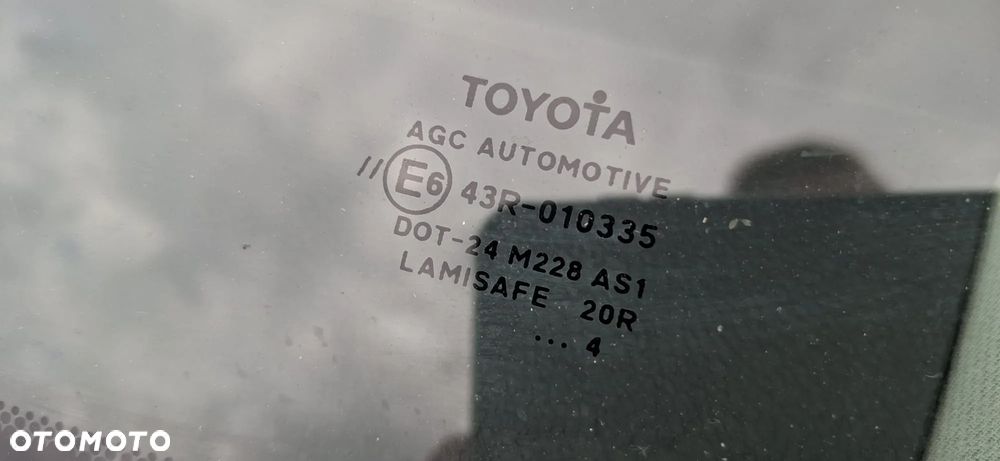 TOYOTA
AGC AUTOMOTIVE
// E6 43R-010335
DOT-24 M228 AS1
LAMISAFE 20R
... 4
OTOMOTO